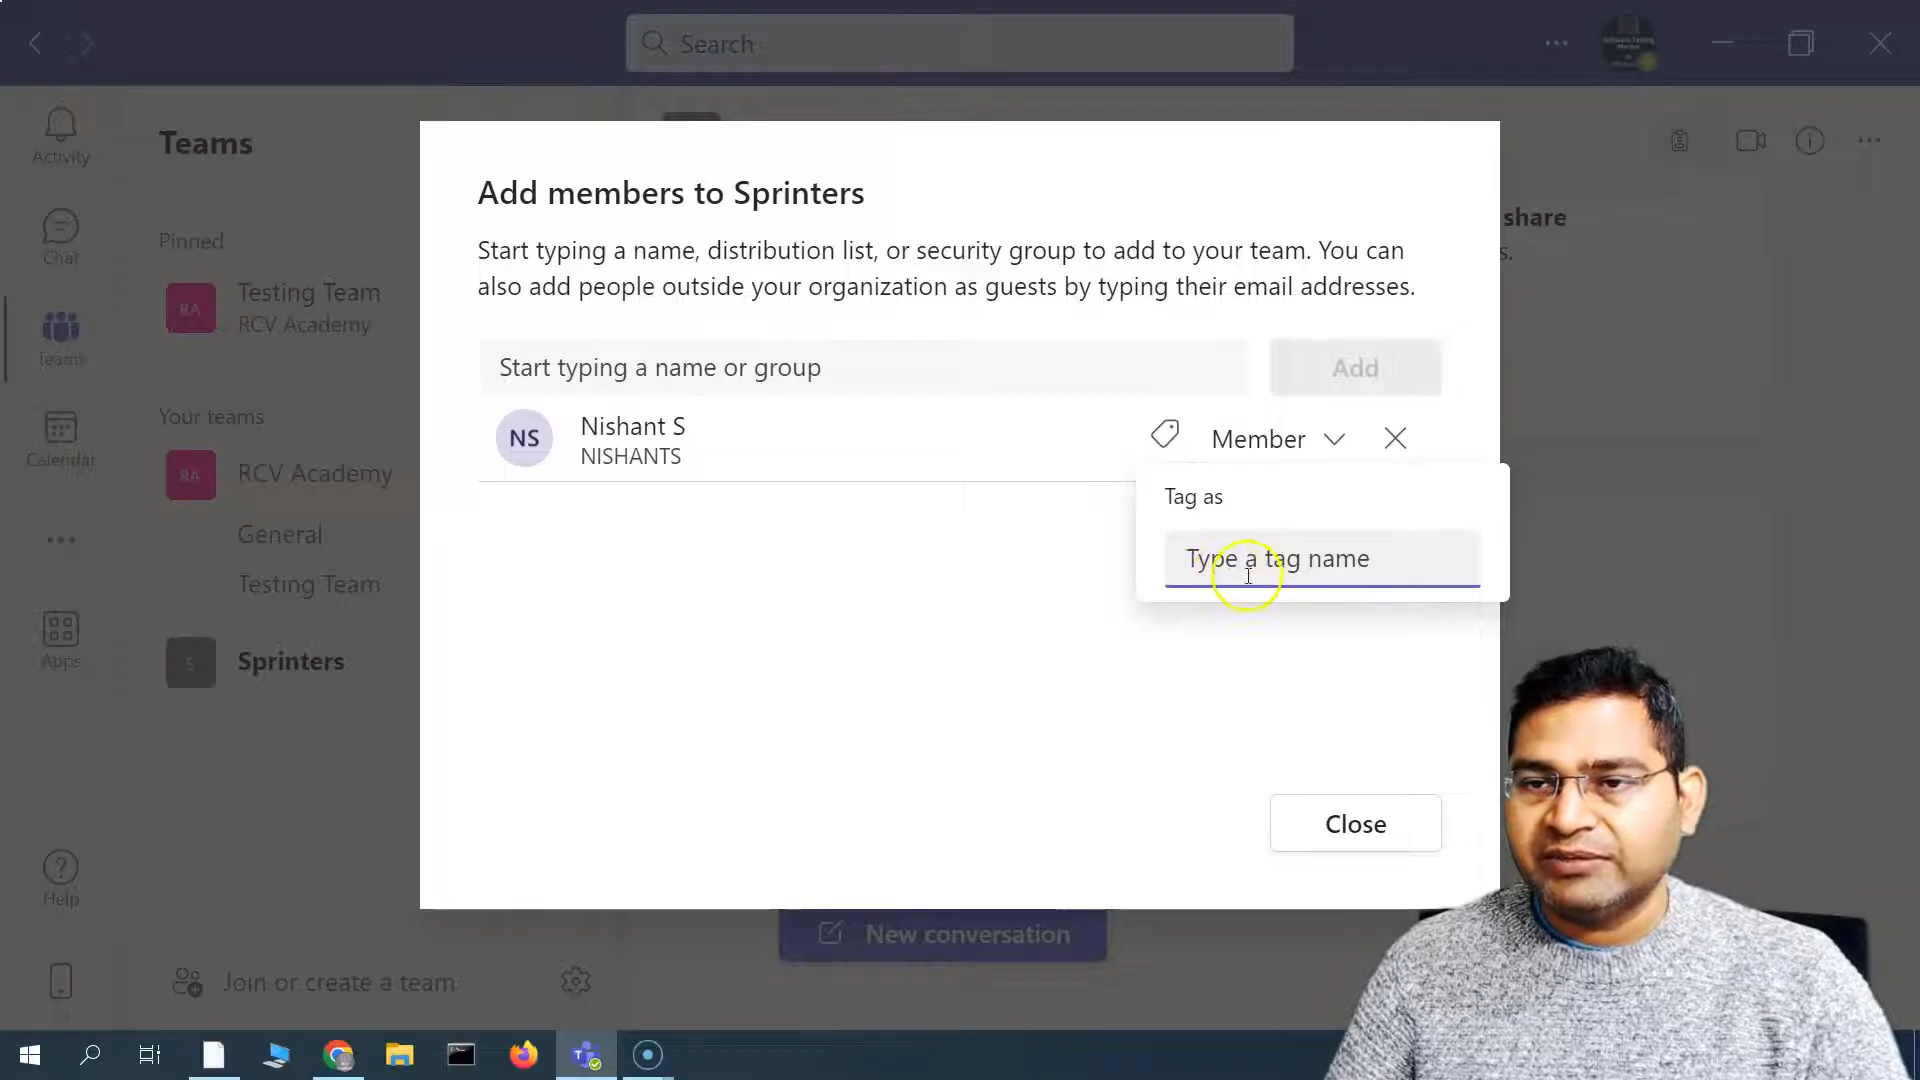 Search
Activity
Chat
Teams
Calendar
Apps
Help
Teams
Pinned
RA
Testing Team
RCV Academy
Your teams
RA
RCV Academy
General
Testing Team
S
Sprinters
Join or create a team
share
s.
Add members to Sprinters
Start typing a name, distribution list, or security group to add to your team. You can
also add people outside your organization as guests by typing their email addresses.
Start typing a name or group
Add
NS
Nishant S
NISHANTS
Member
Tag as
Type a tag name
Close
New conversation